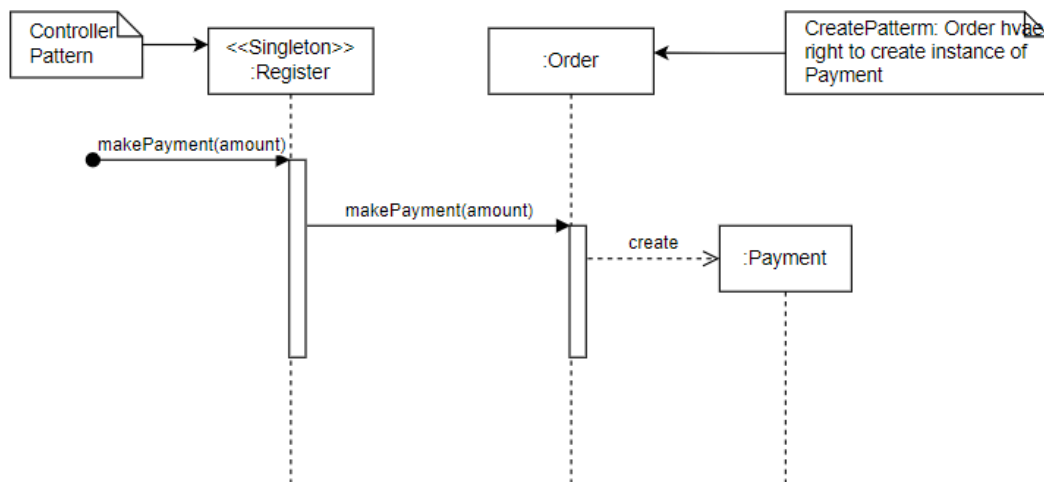 Controller
Pattern
<<Singleton>>
:Register
:Order
CreatePatterm: Order hvae
right to create instance of
Payment
makePayment(amount)
makePayment(amount)
create
:Payment